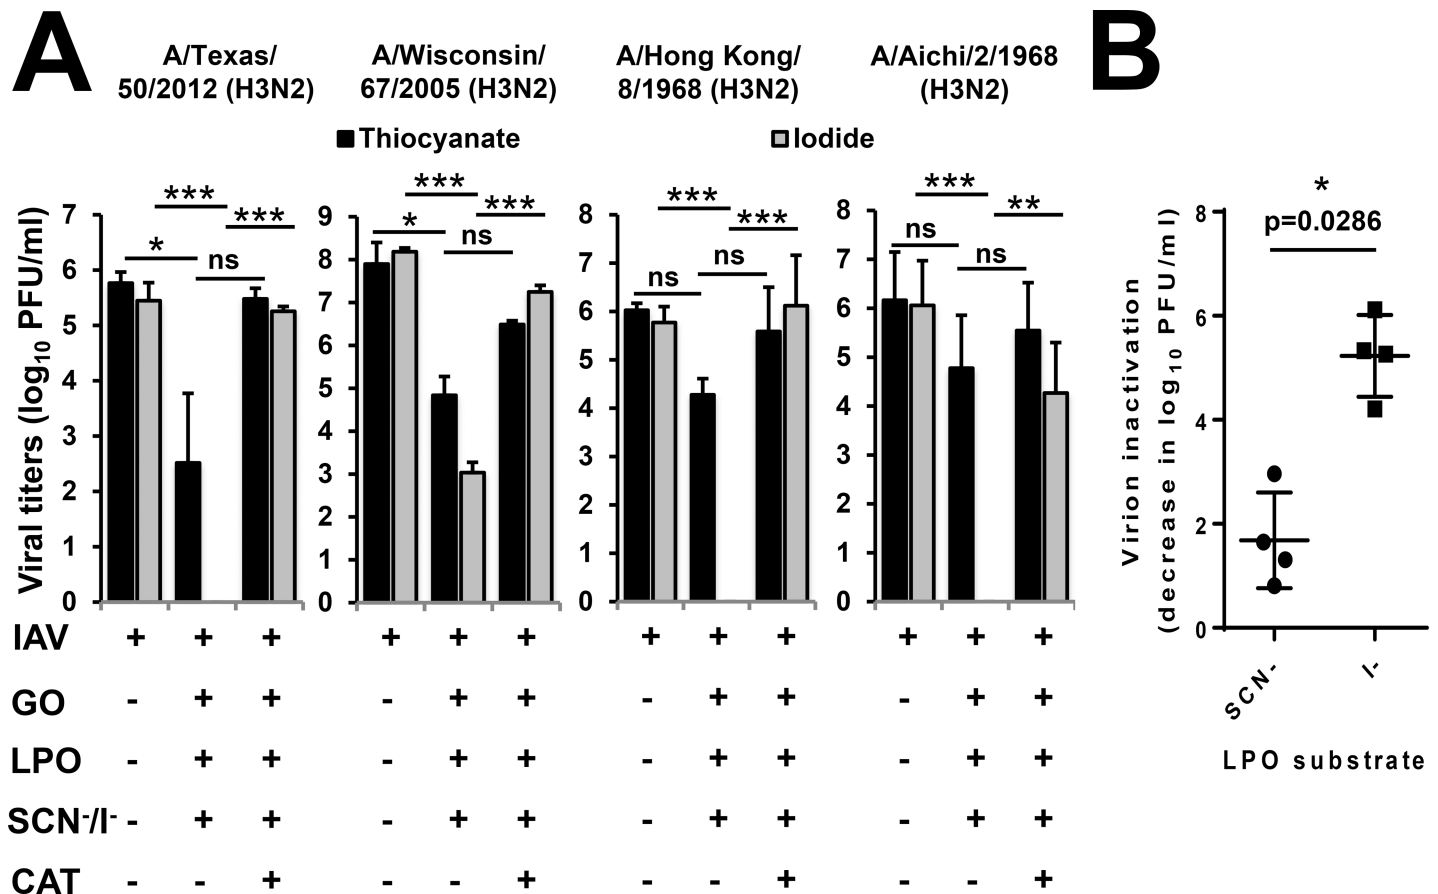 A
B
A/Texas/
50/2012 (H3N2)
A/Wisconsin/
67/2005 (H3N2)
A/Hong Kong/
8/1968 (H3N2)
A/Aichi/2/1968
(H3N2)
Thiocyanate
Iodide
Viral titers (log10 PFU/ml)
7
6
5
4
3
2
1
0
***
***
*
ns
9
8
7
6
5
4
3
2
1
0
***
***
*
ns
8
7
6
5
4
3
2
1
0
***
***
ns
ns
8
7
6
5
4
3
2
1
0
***
**
ns
ns
IAV + + + + + + + + + + + +
GO - + + - + + - + + - + +
LPO - + + - + + - + + - + +
SCN-/I- - + + - + + - + + - + +
CAT - - + - - + - - + - - +
Virion inactivation
(decrease in log10 PFU/ml)
8
6
4
2
0
*
p=0.0286
SCN-
I-
LPO substrate